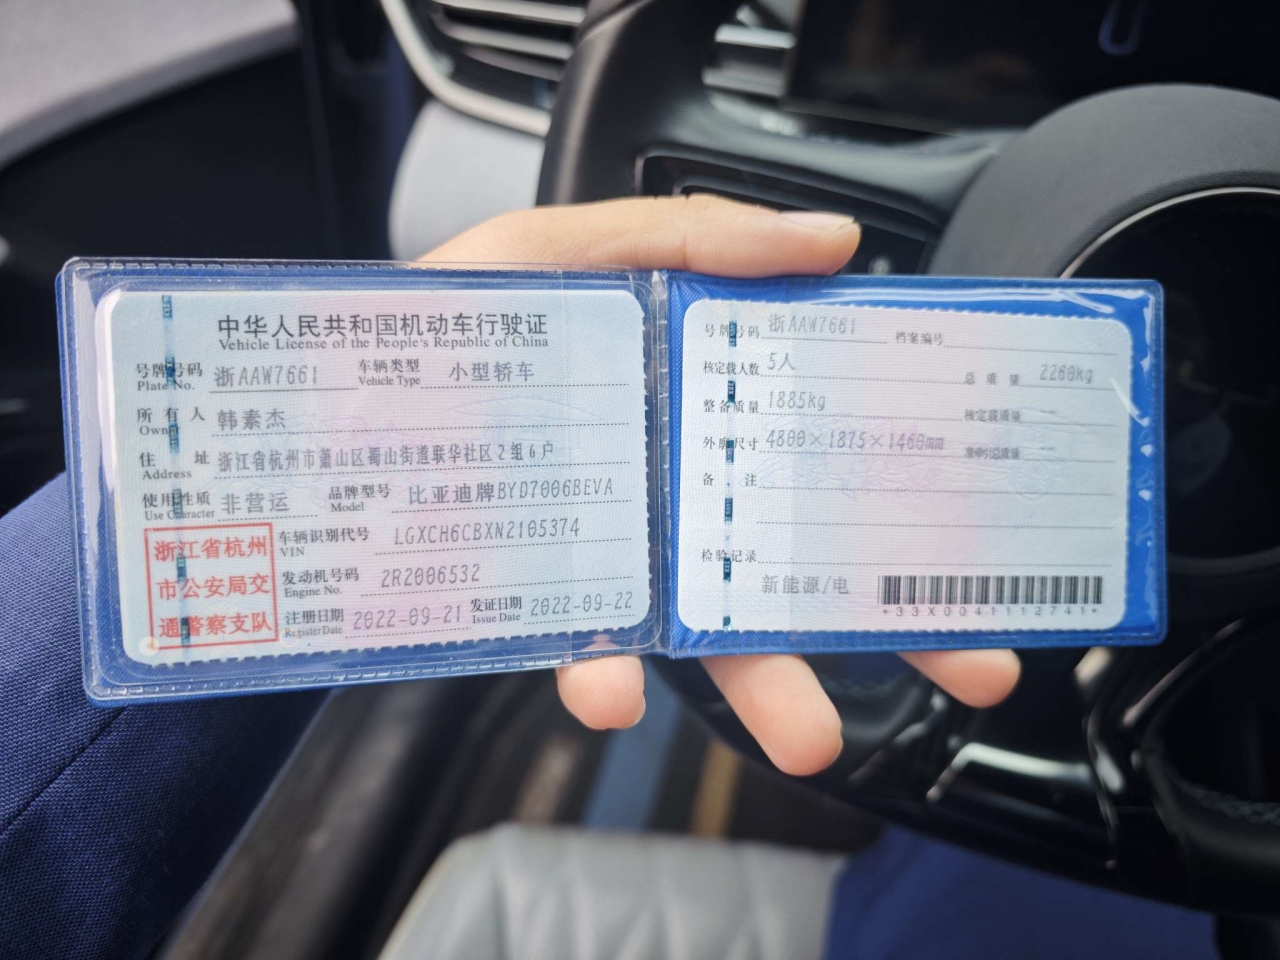 中华人民共和国机动车行驶证
Vehicle License of the People's Republic of China
号牌号码 浙AAW7661 车辆类型 小型轿车
Plate No. Vehicle Type
所有人 韩素杰
Owner
住址 浙江省杭州市萧山区蜀山街道联华社区2组6户
Address
使用性质 非营运 品牌型号 比亚迪牌BYD7006BEVA
Use Character Model
浙江省杭州
市公安局交
通警察支队
车辆识别代号 LGXCH6CBXN2105374
VIN
发动机号码 2R2006532
Engine No.
注册日期 2022-09-21 发证日期 2022-09-22
Register Date Issue Date
号牌号码 浙AAW7661 档案编号
核定载人数 5人 总质量 2260kg
整备质量 1885kg 核定载质量 --
外廓尺寸 4800×1875×1460mm 准牵引总质量 --
备注
检验记录
新能源/电
*33X0041112741*